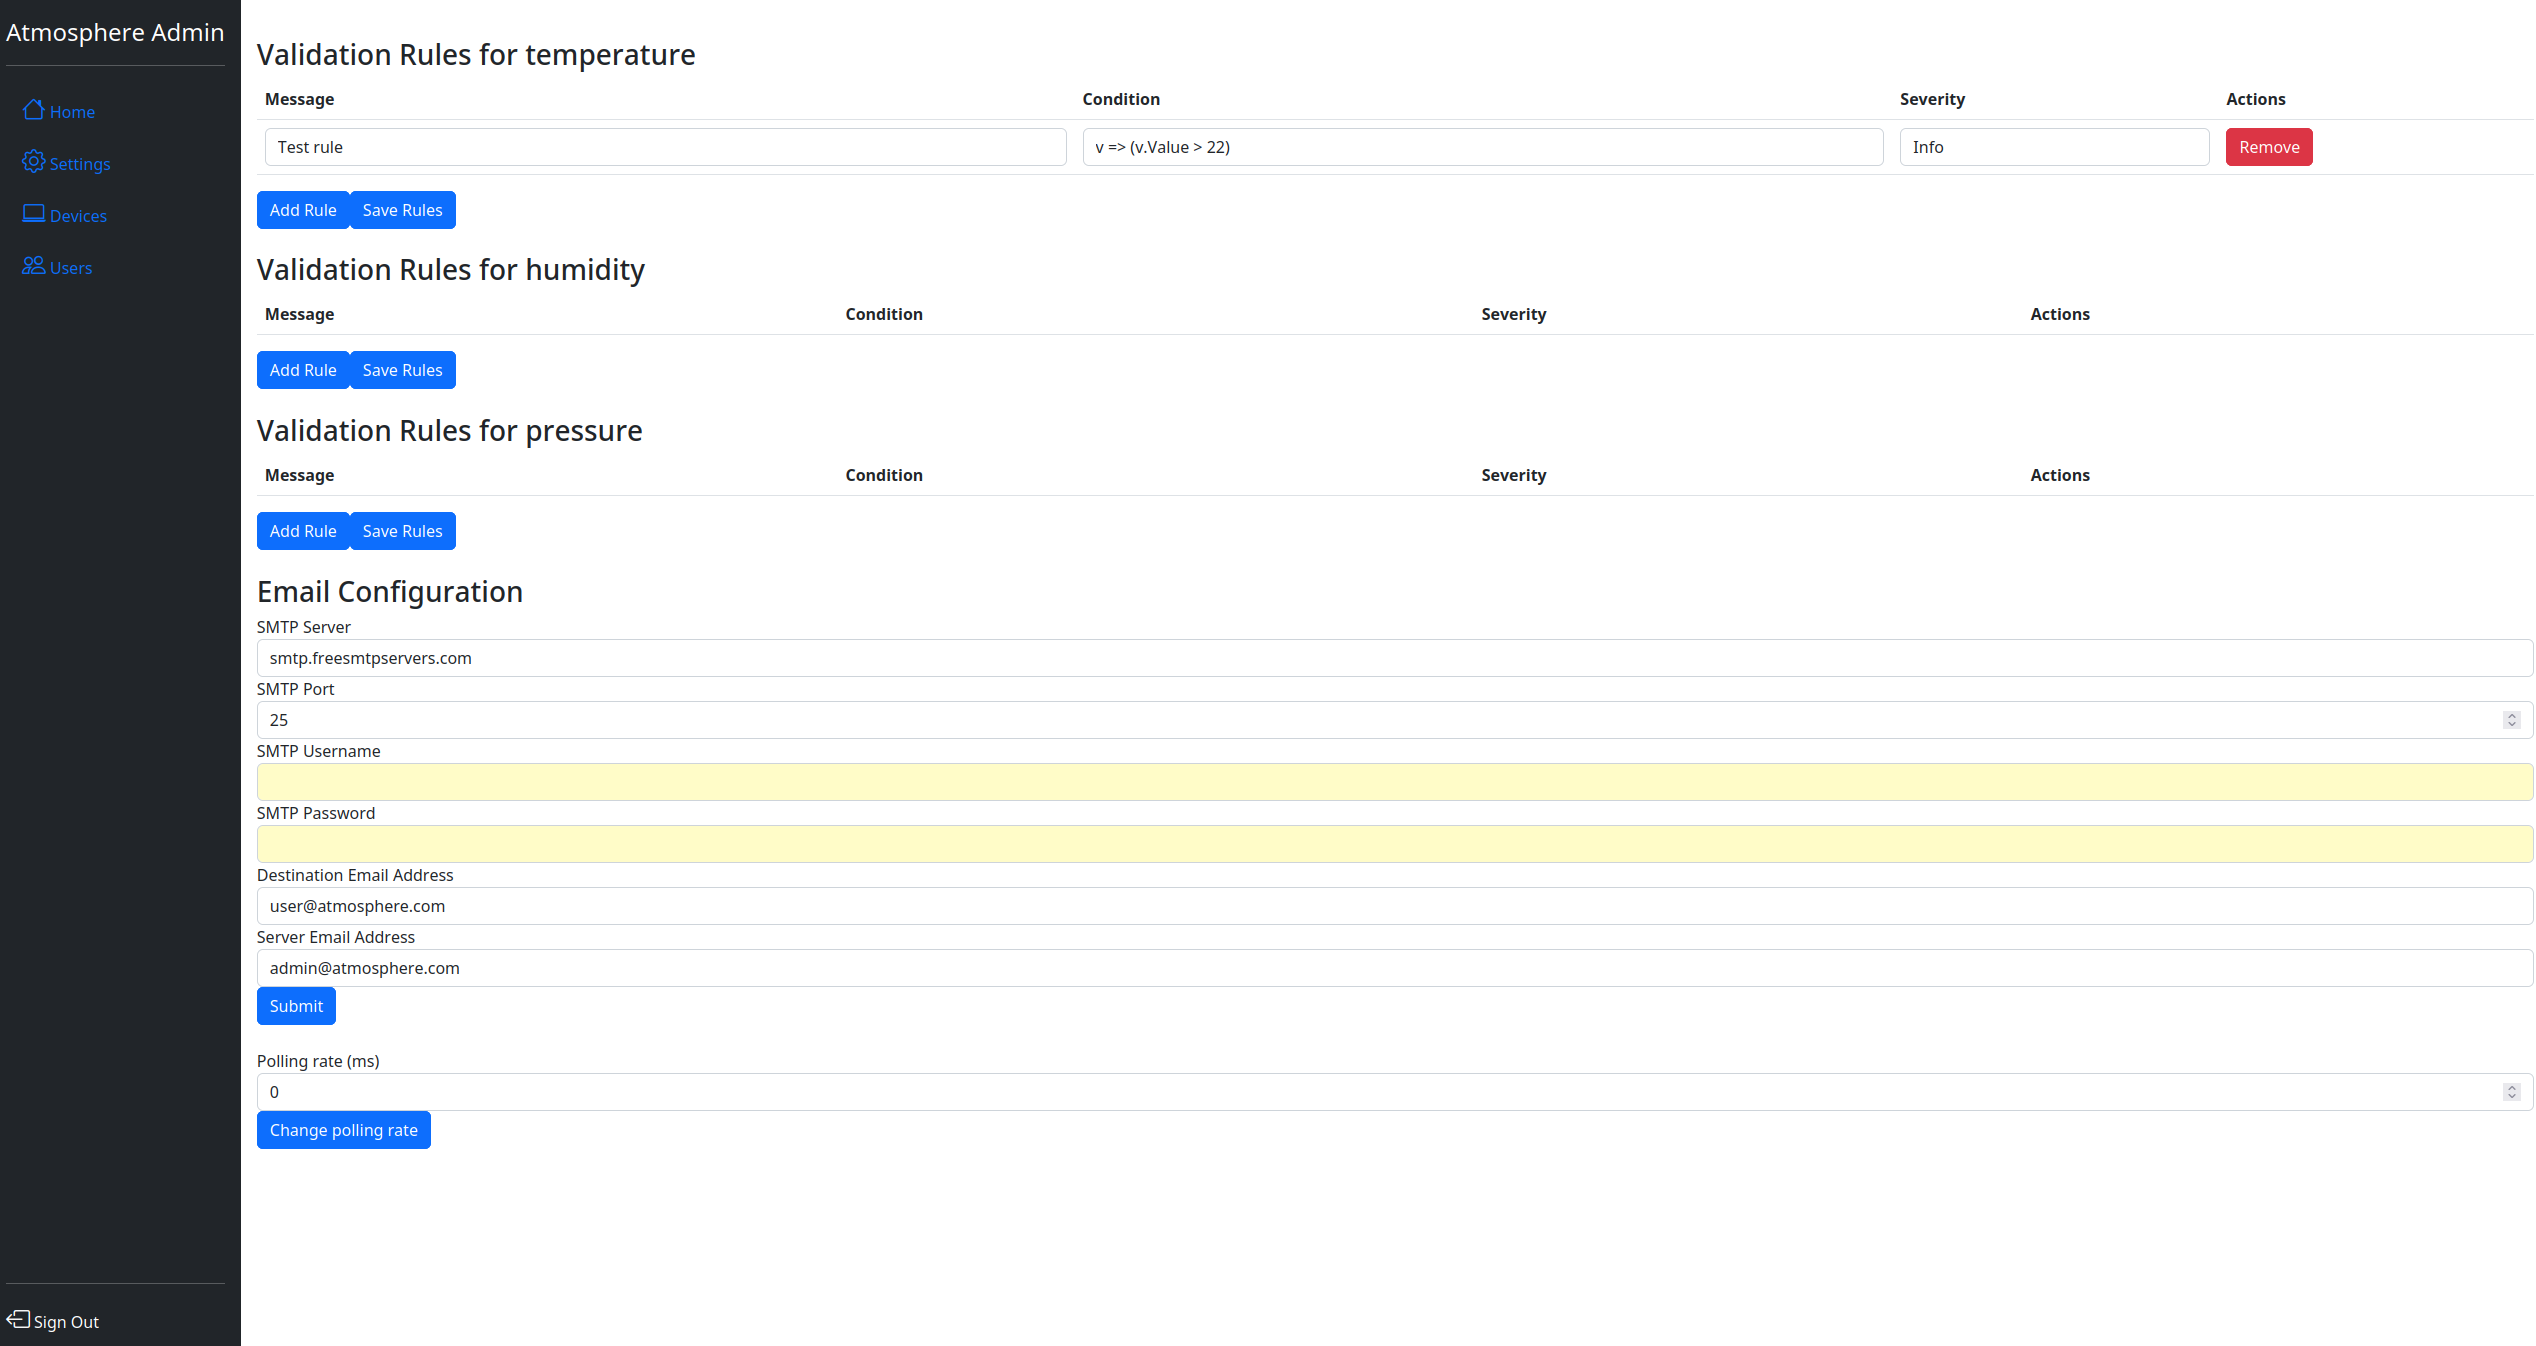 Atmosphere Admin
Home
Settings
Devices
Users
Sign Out
Validation Rules for temperature
Message Condition Severity Actions
Test rule v => (v.Value > 22) Info Remove
Add Rule Save Rules
Validation Rules for humidity
Message Condition Severity Actions
Add Rule Save Rules
Validation Rules for pressure
Message Condition Severity Actions
Add Rule Save Rules
Email Configuration
SMTP Server
smtp.freesmtpservers.com
SMTP Port
25
SMTP Username
SMTP Password
Destination Email Address
user@atmosphere.com
Server Email Address
admin@atmosphere.com
Submit
Polling rate (ms)
0
Change polling rate